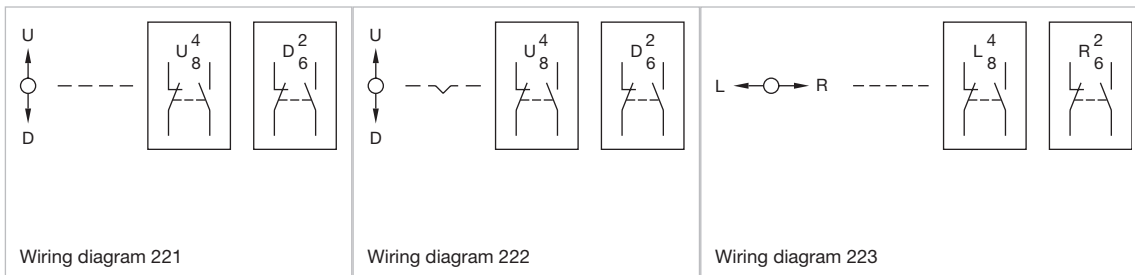 U
D
U 4
8
D 2
6
Wiring diagram 221
U
D
U 4
8
D 2
6
Wiring diagram 222
L R
L 4
8
R 2
6
Wiring diagram 223